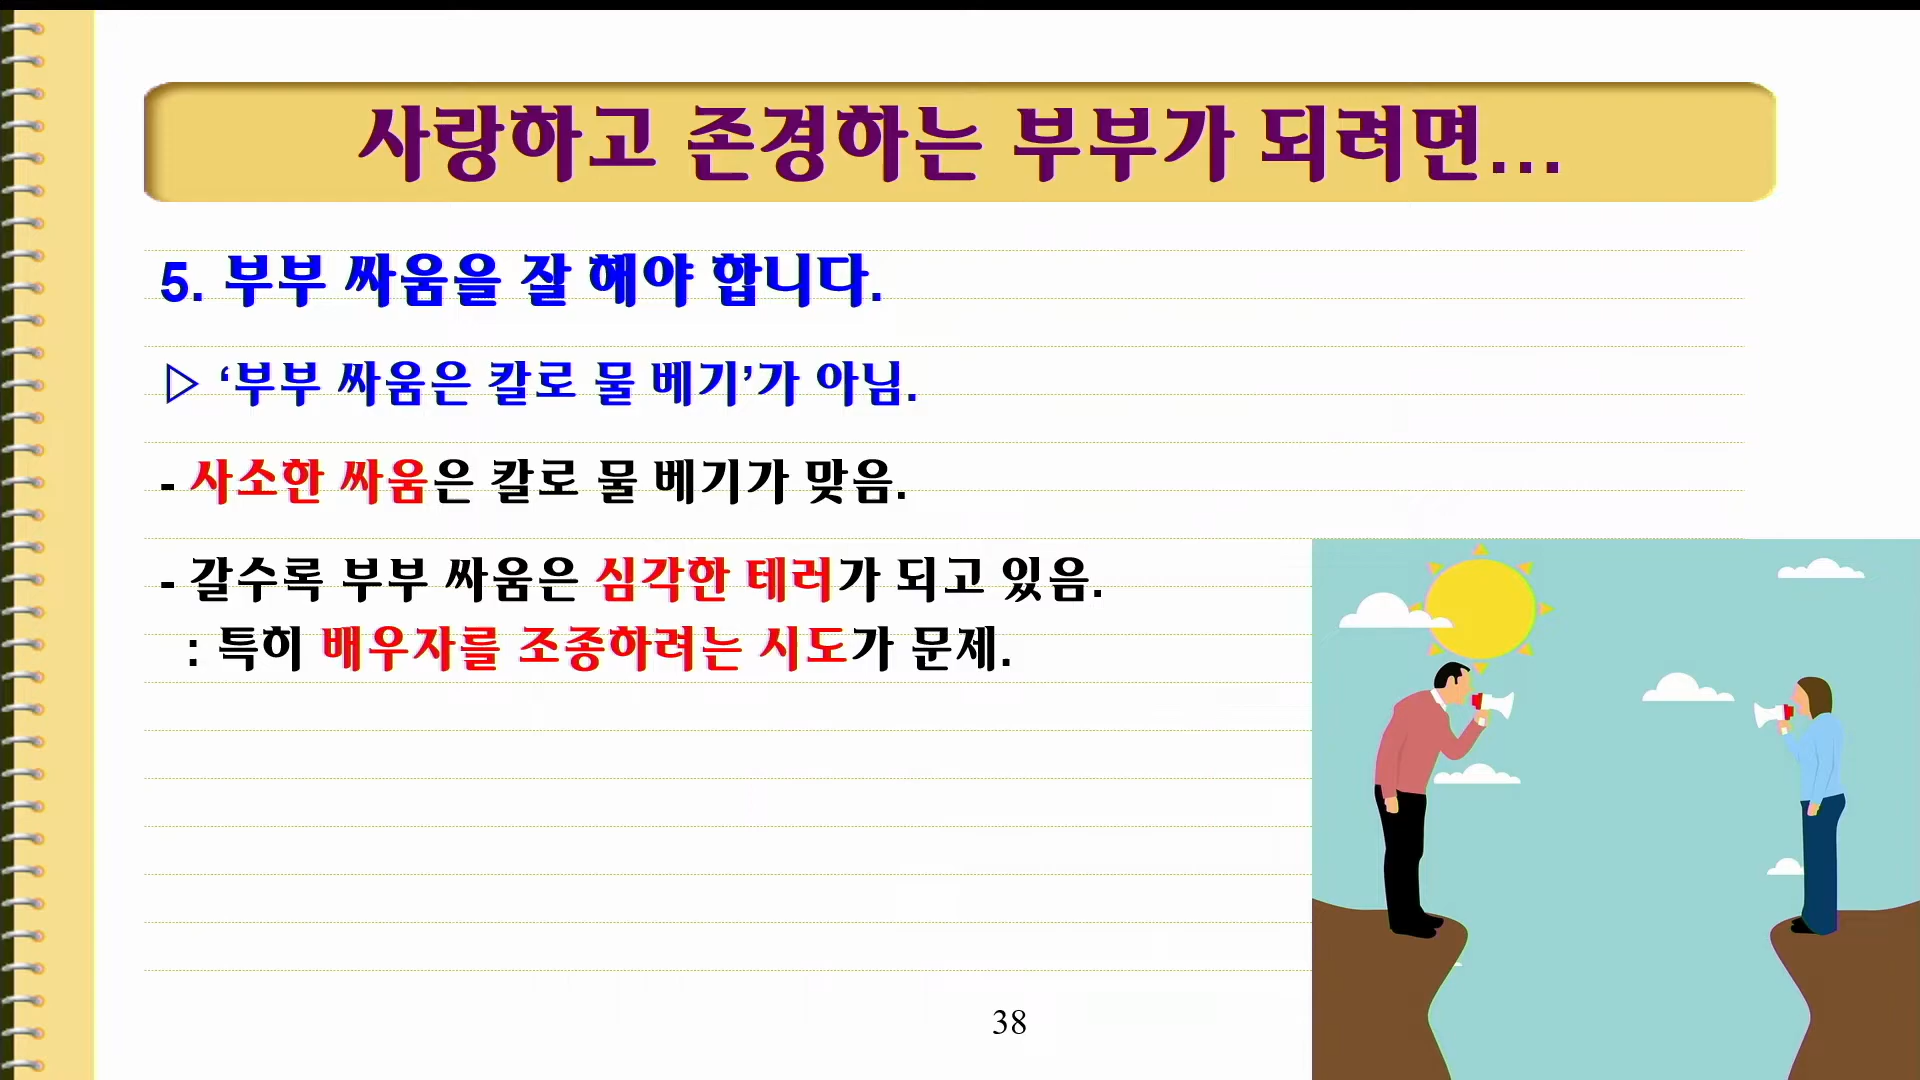 사랑하고 존경하는 부부가 되려면...
5. 부부 싸움을 잘 해야 합니다.
▷ ‘부부 싸움은 칼로 물 베기’가 아님.
- 사소한 싸움은 칼로 물 베기가 맞음.
- 갈수록 부부 싸움은 심각한 테러가 되고 있음.
: 특히 배우자를 조종하려는 시도가 문제.
38